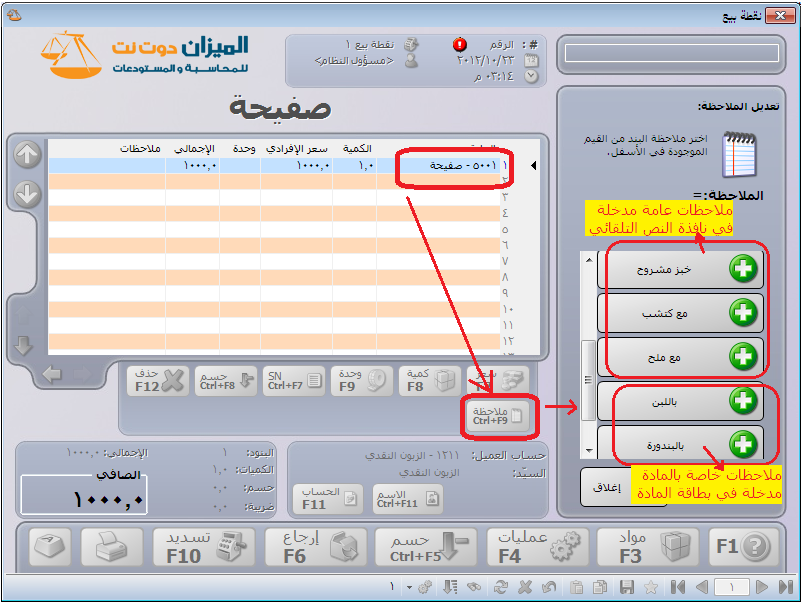 نقطة بيع
الميزان دوت نت
للمحاسبة والمستودعات
# : الرقم
٢٠١٢/١٠/٢٣
٠٣:١٤ م
نقطة بيع ١
<مسؤول النظام>
صفيحة
تعديل الملاحظة:
اختر ملاحظة البند من القيم
الموجودة في الأسفل.
الملاحظة:=
ملاحظات عامة مدخلة
في نافذة النص التلقائي
خبز مشروح
مع كتشب
مع ملح
باللبن
بالبندورة
ملاحظات خاصة بالمادة
مدخلة في بطاقة المادة
إغلاق
الكمية سعر الإفرادي وحدة الإجمالي ملاحظات
١ ٥٠٠١ - صفيحة ١,٠ ١٠٠٠,٠ ١٠٠٠,٠
٢
٣
٤
٥
٦
٧
٨
٩
١٠
١١
١٢
١٣
سعر
كمية F8
وحدة F9
SN Ctrl+F7
حسم Ctrl+F8
حذف F12
ملاحظة
Ctrl+F9
حساب العميل: ١٢١١ - الزبون النقدي
السيّد: الزبون النقدي
الاسم Ctrl+F11
الحساب F11
البنود: ١
الكميات: ١,٠
حسم: ٠,٠
ضريبة: ٠,٠
الإجمالي: ١٠٠٠,٠
الصافي
١٠٠٠,٠
F1
مواد F3
عمليات F4
حسم Ctrl+F5
إرجاع F6
تسديد F10
١
١